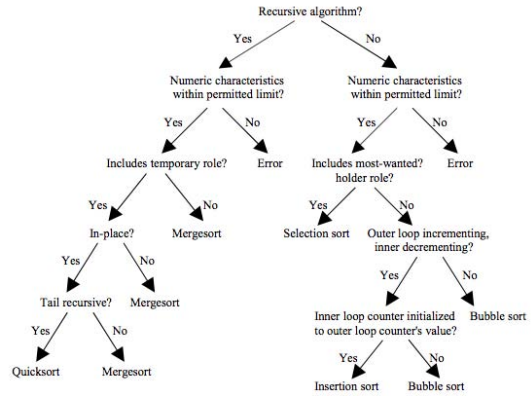 Recursive algorithm?
Yes
No
Numeric characteristics
within permitted limit?
Numeric characteristics
within permitted limit?
Yes
No
Yes
No
Includes temporary role?
Error
Includes most-wanted?
holder role?
Error
Yes
No
Yes
No
In-place?
Mergesort
Selection sort
Outer loop incrementing,
inner decrementing?
Yes
No
Yes
No
Tail recursive?
Mergesort
Inner loop counter initialized
to outer loop counter's value?
Bubble sort
Yes
No
Yes
No
Quicksort
Mergesort
Insertion sort
Bubble sort